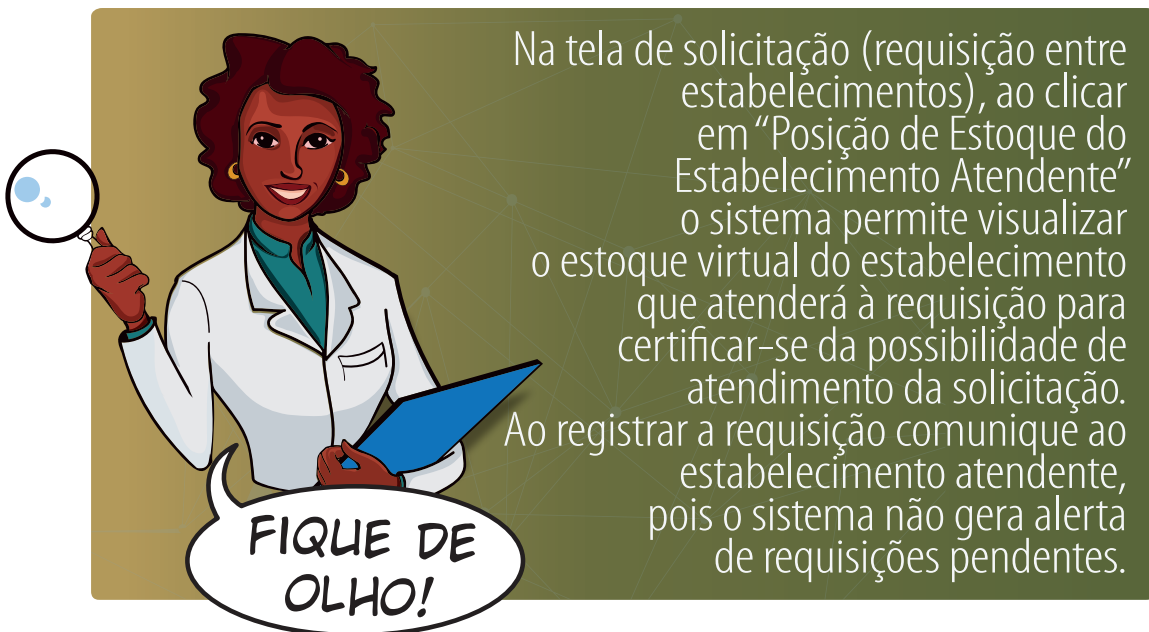 Na tela de solicitação (requisição entre
estabelecimentos), ao clicar
em “Posição de Estoque do
Estabelecimento Atendente”
o sistema permite visualizar
o estoque virtual do estabelecimento
que atenderá à requisição para
certificar-se da possibilidade de
atendimento da solicitação.
Ao registrar a requisição comunique ao
estabelecimento atendente,
pois o sistema não gera alerta
de requisições pendentes.
FIQUE DE
OLHO!